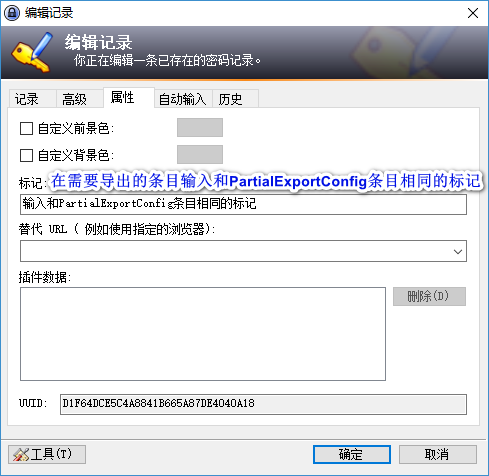 编辑记录
编辑记录
你正在编辑一条已存在的密码记录。
记录 高级 属性 自动输入 历史
自定义前景色:
自定义背景色:
标记: 在需要导出的条目输入和PartialExportConfig条目相同的标记
输入和PartialExportConfig条目相同的标记
替代 URL ( 例如使用指定的浏览器):
插件数据:
删除(D)
UUID: D1F64DCE5C4A8841B665A87DE4040A18
工具(T) 确定 取消